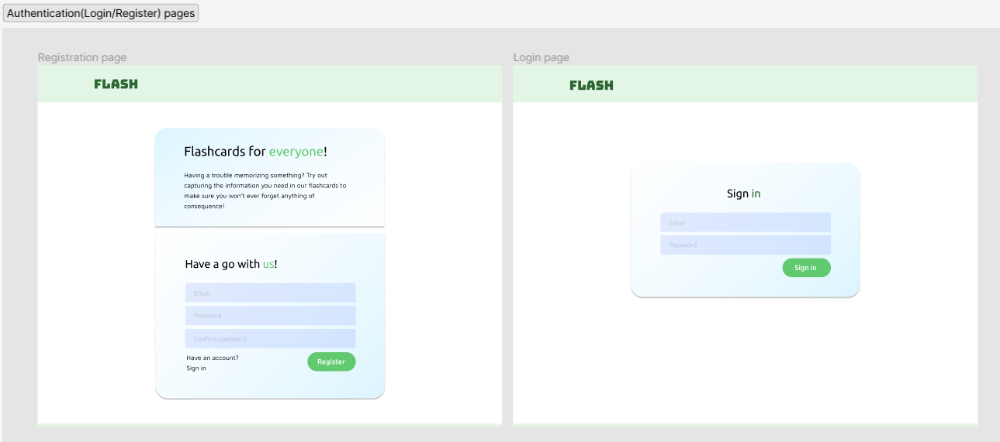 Authentication(Login/Register) pages
Registration page
FLASH
Flashcards for everyone!
Having a trouble memorizing something? Try out
capturing the information you need in our flashcards to
make sure you won't ever forget anything of
consequence!
Have a go with us!
Email
Password
Confirm password
Have an account?
Sign in
Register
Login page
FLASH
Sign in
Email
Password
Sign in